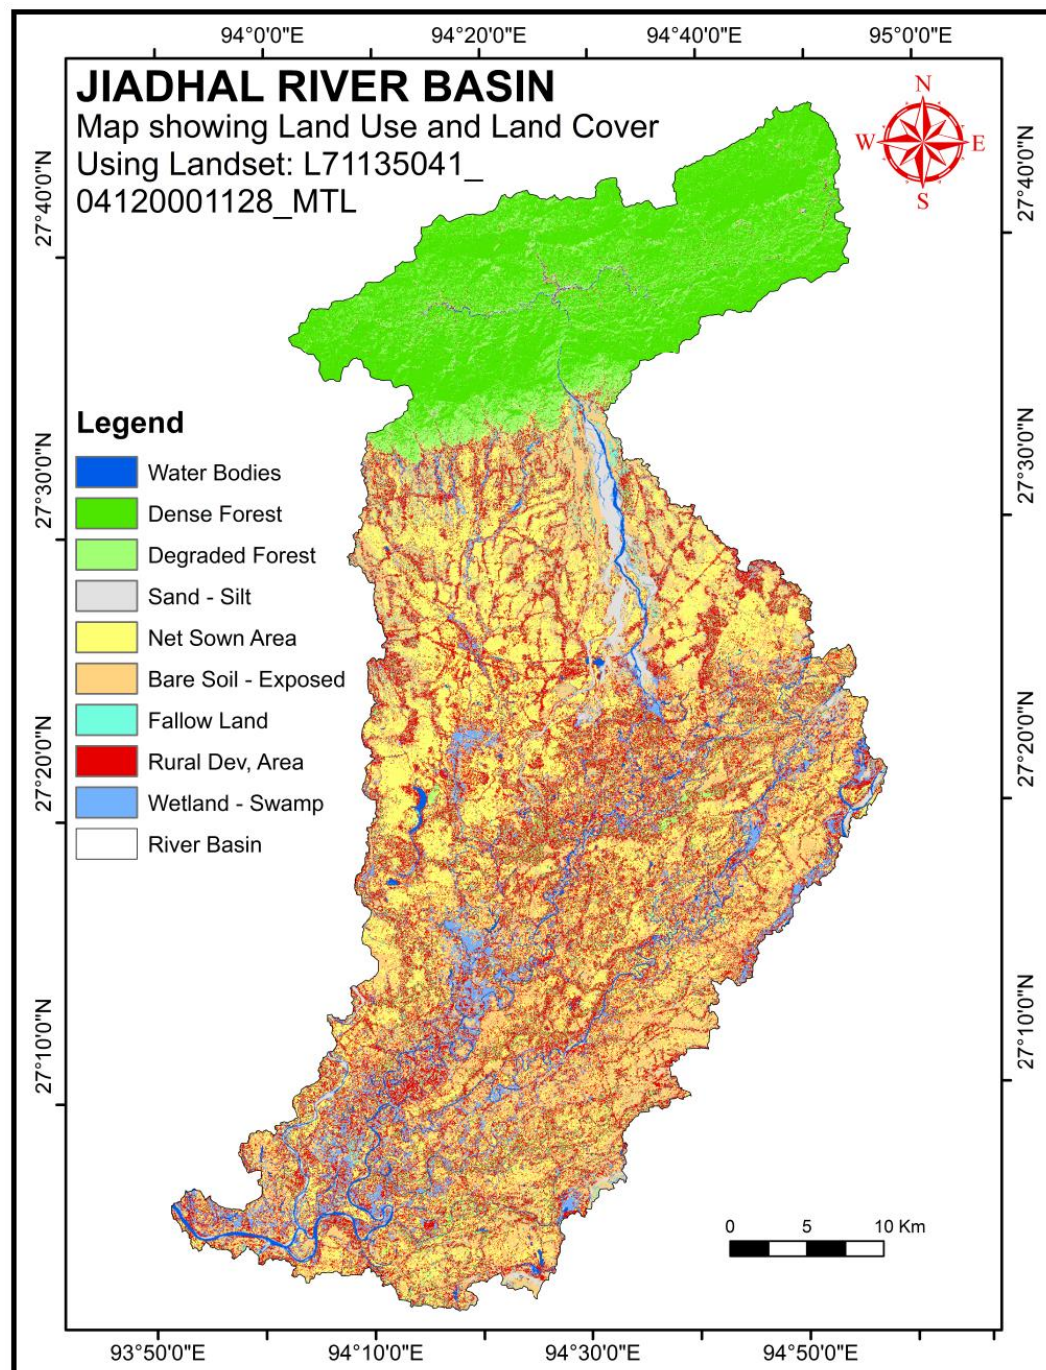 94°0'0"E
94°20'0"E
94°40'0"E
95°0'0"E
JIADHAL RIVER BASIN
Map showing Land Use and Land Cover
Using Landset: L71135041_
04120001128_MTL
N
W
E
S
27°40'0"N
27°40'0"N
Legend
Water Bodies
Dense Forest
Degraded Forest
Sand - Silt
Net Sown Area
Bare Soil - Exposed
Fallow Land
Rural Dev, Area
Wetland - Swamp
River Basin
27°30'0"N
27°30'0"N
27°20'0"N
27°20'0"N
27°10'0"N
27°10'0"N
0 5 10 Km
93°50'0"E
94°10'0"E
94°30'0"E
94°50'0"E